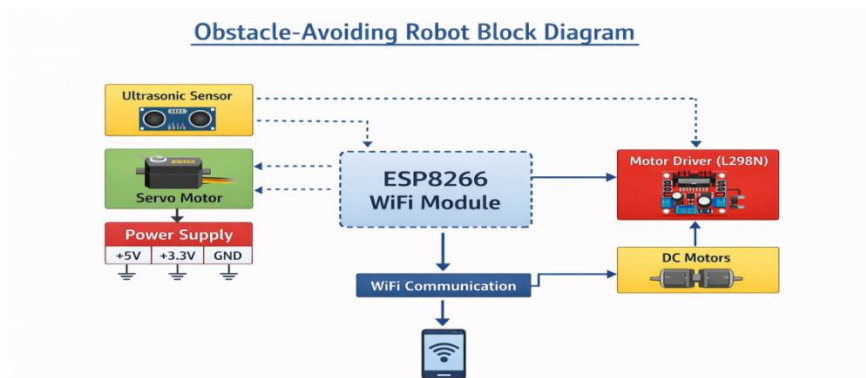 Obstacle-Avoiding Robot Block Diagram
Ultrasonic Sensor
Servo Motor
Power Supply
+5V +3.3V GND
ESP8266
WiFi Module
WiFi Communication
Motor Driver (L298N)
DC Motors